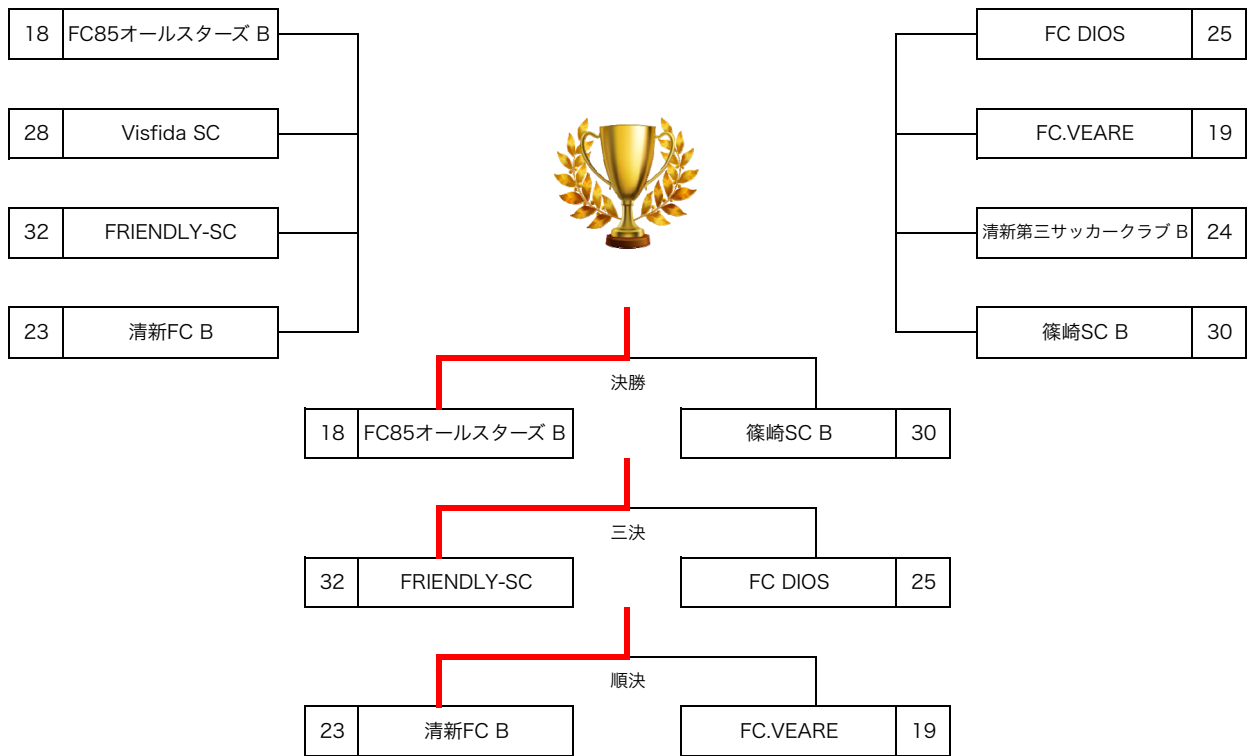 18 FC85オールスターズ B
28 Visfida SC
32 FRIENDLY-SC
23 清新FC B
FC DIOS 25
FC.VEARE 19
清新第三サッカークラブ B 24
篠崎SC B 30
決勝
18 FC85オールスターズ B
篠崎SC B 30
三決
32 FRIENDLY-SC
FC DIOS 25
順決
23 清新FC B
FC.VEARE 19